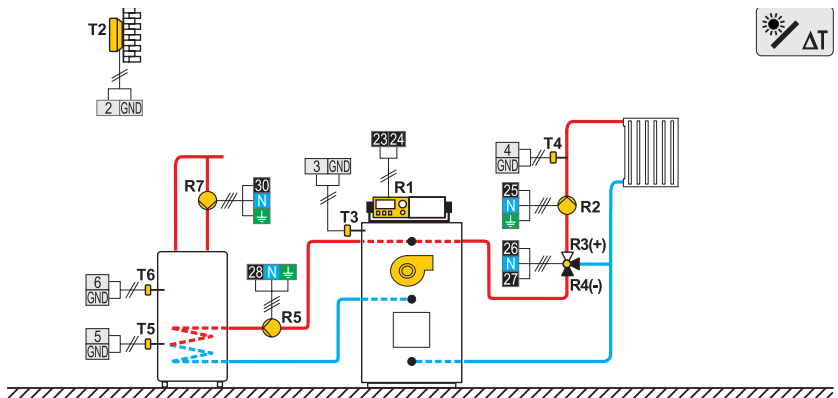 T2
ΔT
2 GND
23 24
3 GND
R1
4
GND
T4
R7
30
N
25
N
R2
T3
26
N
27
R3(+)
R4(-)
T6
6
GND
28 N
R5
T5
5
GND